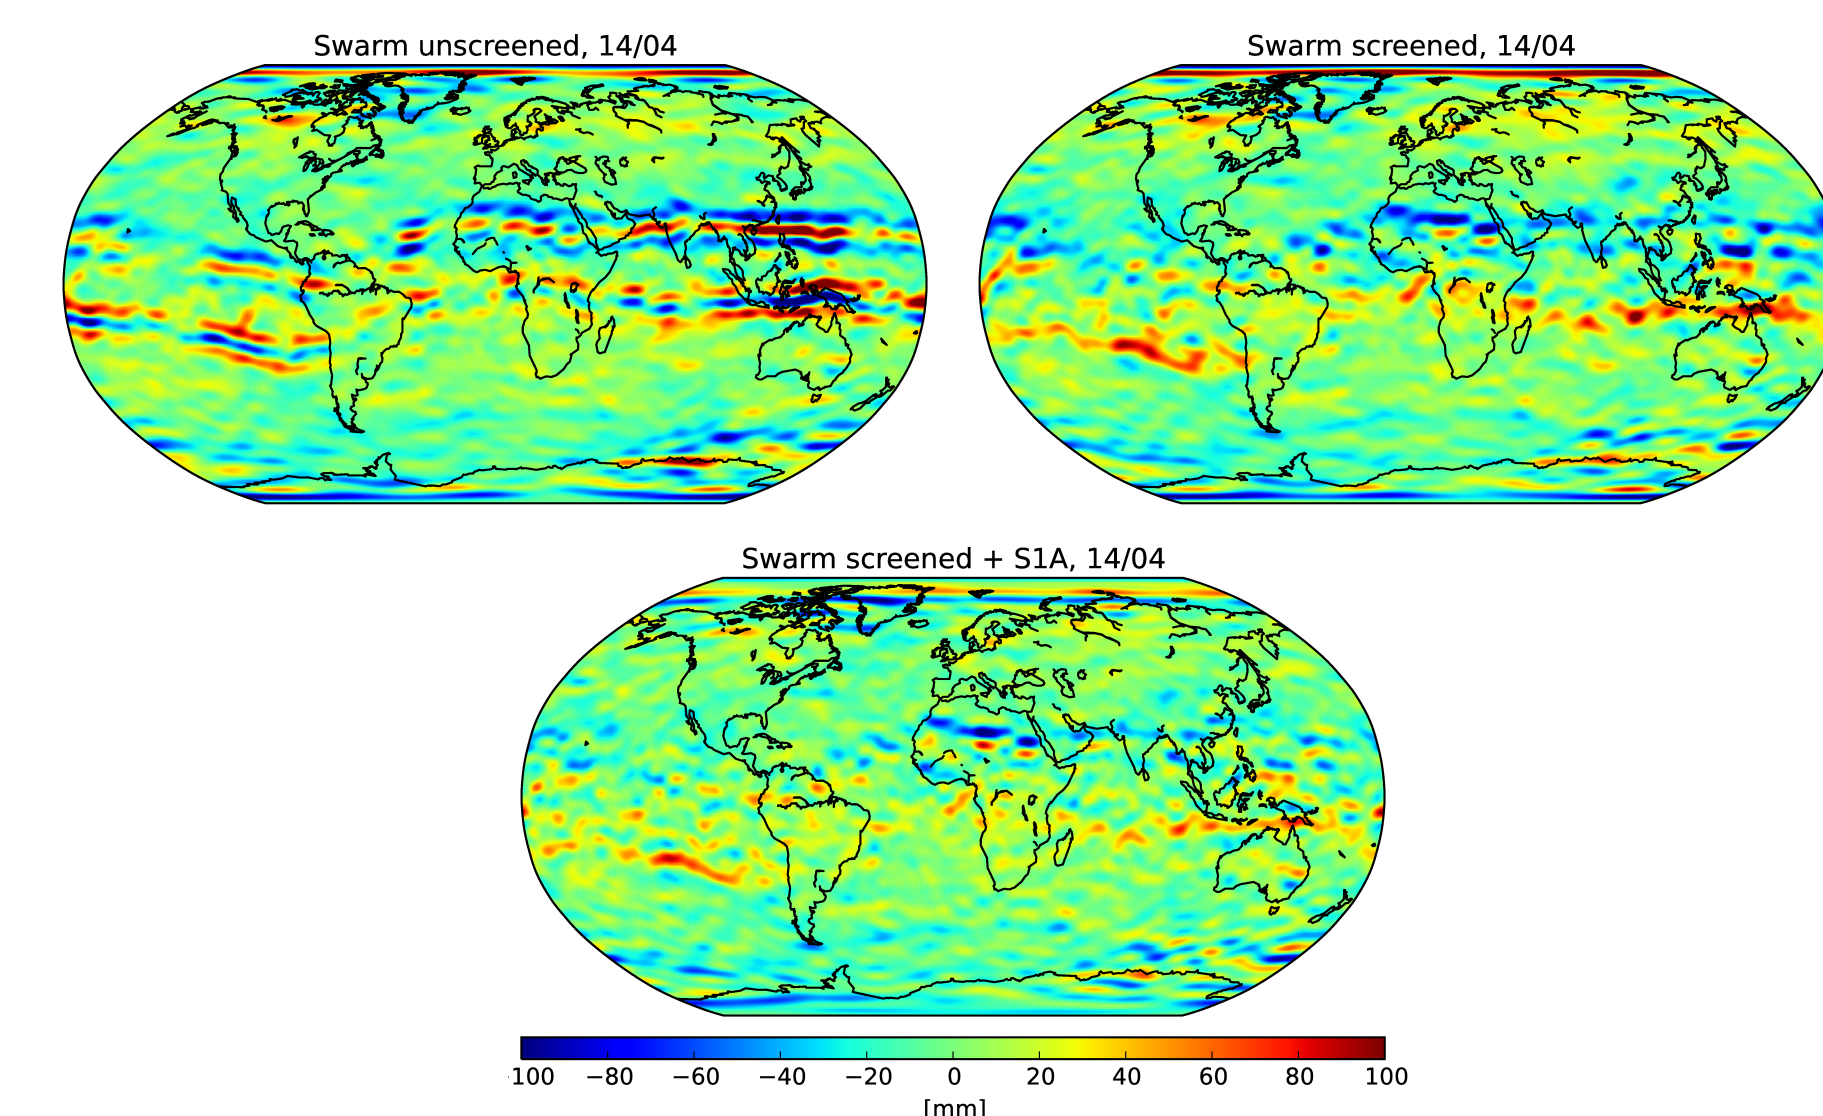 Swarm unscreened, 14/04
Swarm screened, 14/04
Swarm screened + S1A, 14/04
100 −80 −60 −40 −20 0 20 40 60 80 100
[mm]